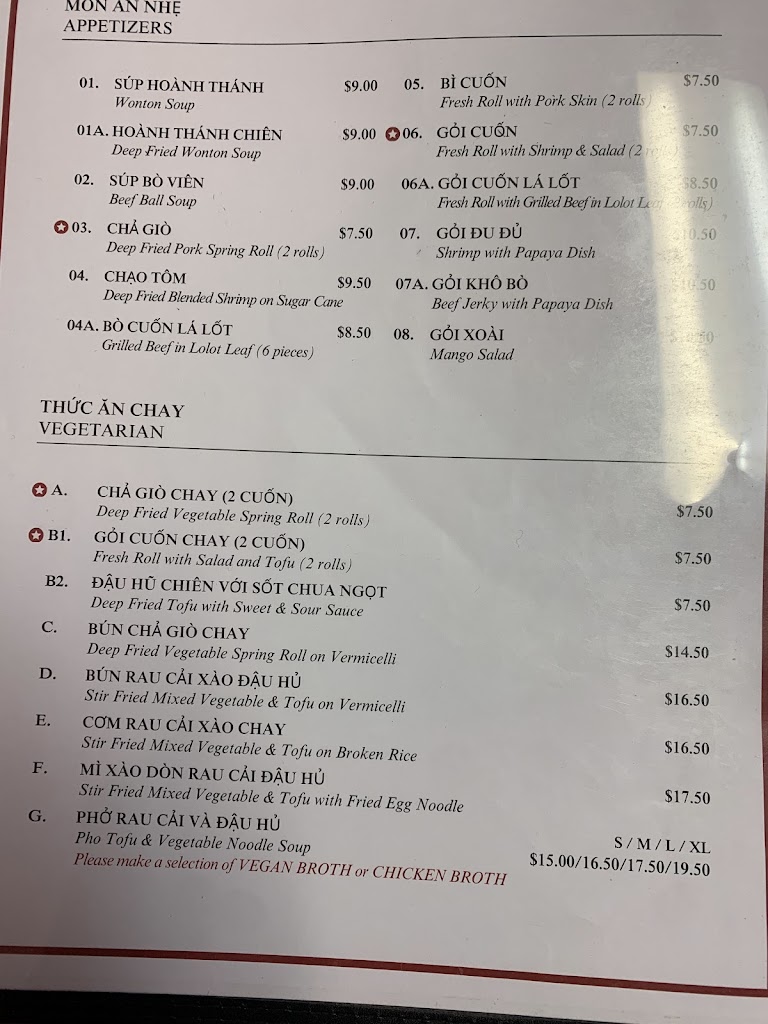 MÓN ĂN NHẸ
APPETIZERS
01. SÚP HOÀNH THÁNH $9.00
Wonton Soup
01A. HOÀNH THÁNH CHIÊN $9.00
Deep Fried Wonton Soup
02. SÚP BÒ VIÊN $9.00
Beef Ball Soup
03. CHẢ GIÒ $7.50
Deep Fried Pork Spring Roll (2 rolls)
04. CHẠO TÔM $9.50
Deep Fried Blended Shrimp on Sugar Cane
04A. BÒ CUỐN LÁ LỐT $8.50
Grilled Beef in Lolot Leaf (6 pieces)
05. BÌ CUỐN $7.50
Fresh Roll with Pork Skin (2 rolls)
06. GỎI CUỐN $7.50
Fresh Roll with Shrimp & Salad (2 rolls)
06A. GỎI CUỐN LÁ LỐT $8.50
Fresh Roll with Grilled Beef in Lolot Leaf (2 rolls)
07. GỎI ĐU ĐỦ $10.50
Shrimp with Papaya Dish
07A. GỎI KHÔ BÒ $10.50
Beef Jerky with Papaya Dish
08. GỎI XOÀI
Mango Salad
THỨC ĂN CHAY
VEGETARIAN
A. CHẢ GIÒ CHAY (2 CUỐN)
Deep Fried Vegetable Spring Roll (2 rolls) $7.50
B1. GỎI CUỐN CHAY (2 CUỐN)
Fresh Roll with Salad and Tofu (2 rolls) $7.50
B2. ĐẬU HŨ CHIÊN VỚI SỐT CHUA NGỌT
Deep Fried Tofu with Sweet & Sour Sauce $7.50
C. BÚN CHẢ GIÒ CHAY
Deep Fried Vegetable Spring Roll on Vermicelli $14.50
D. BÚN RAU CẢI XÀO ĐẬU HỦ
Stir Fried Mixed Vegetable & Tofu on Vermicelli $16.50
E. CƠM RAU CẢI XÀO CHAY
Stir Fried Mixed Vegetable & Tofu on Broken Rice $16.50
F. MÌ XÀO DÒN RAU CẢI ĐẬU HỦ
Stir Fried Mixed Vegetable & Tofu with Fried Egg Noodle $17.50
G. PHỞ RAU CẢI VÀ ĐẬU HỦ S / M / L / XL
Pho Tofu & Vegetable Noodle Soup $15.00/16.50/17.50/19.50
Please make a selection of VEGAN BROTH or CHICKEN BROTH